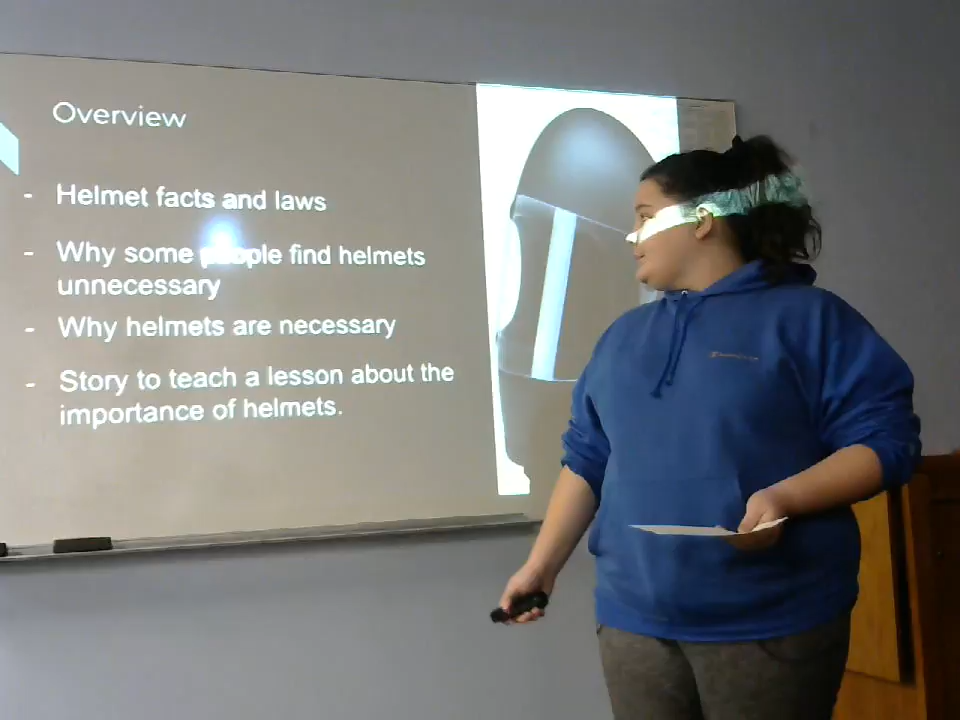 Overview
- Helmet facts and laws
- Why some people find helmets
unnecessary
- Why helmets are necessary
- Story to teach a lesson about the
importance of helmets.